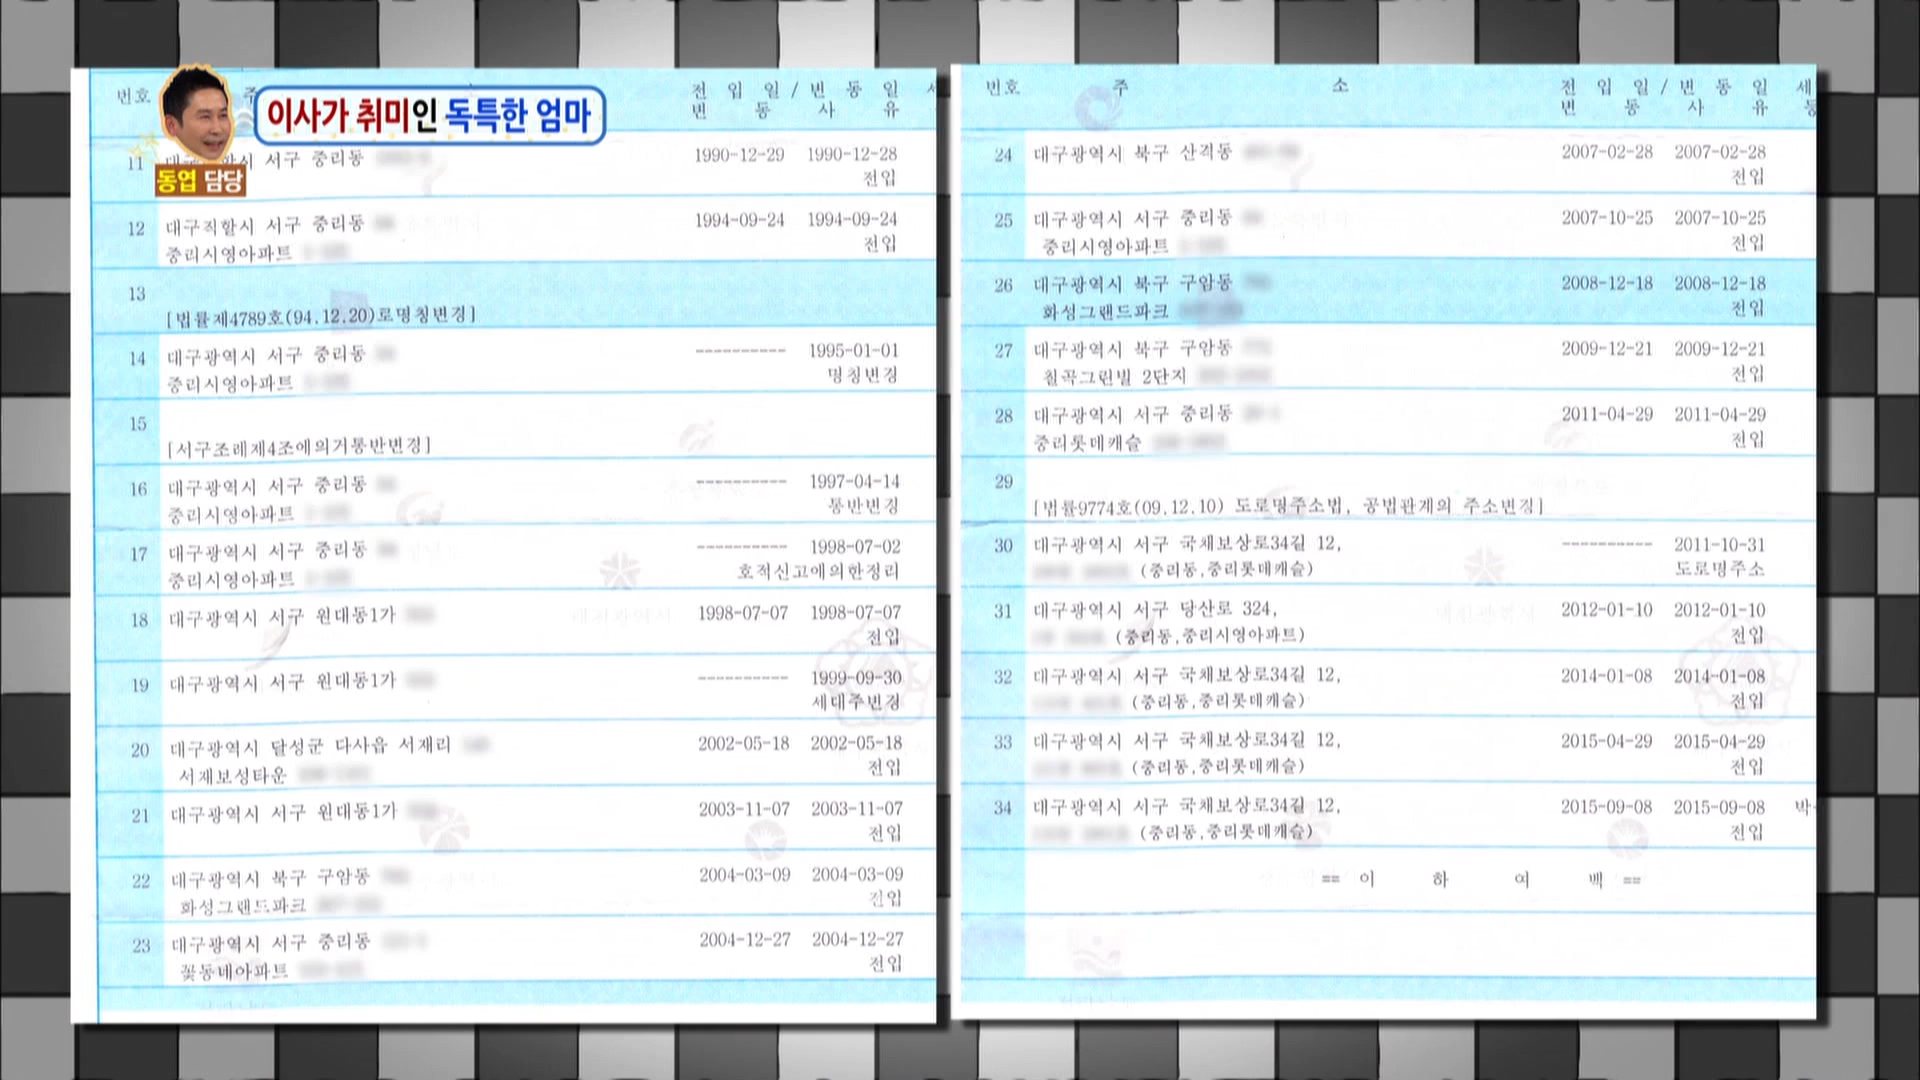 이사가 취미인 독특한 엄마
동엽 담당
번호 주
전 입 일 / 변 동 일
변 동 사 유
11 서구 중리동 1990-12-29 1990-12-28
전입
12 대구직할시 서구 중리동 1994-09-24 1994-09-24
중리시영아파트 전입
13
[법률제4789호(94.12.20)로명칭변경]
14 대구광역시 서구 중리동 ---------- 1995-01-01
중리시영아파트 명칭변경
15
[서구조례제4조에의거통반변경]
16 대구광역시 서구 중리동 ---------- 1997-04-14
중리시영아파트 통반변경
17 대구광역시 서구 중리동 ---------- 1998-07-02
중리시영아파트 호적신고에의한정리
18 대구광역시 서구 원대동1가 1998-07-07 1998-07-07
전입
19 대구광역시 서구 원대동1가 ---------- 1999-09-30
세대주변경
20 대구광역시 달성군 다사읍 서재리 2002-05-18 2002-05-18
서재보성타운 전입
21 대구광역시 서구 원대동1가 2003-11-07 2003-11-07
전입
22 대구광역시 북구 구암동 2004-03-09 2004-03-09
화성그랜드파크 전입
23 대구광역시 서구 중리동 2004-12-27 2004-12-27
꽃동네아파트 전입
번호 주 소 전 입 일 / 변 동 일 세
변 동 사 유
24 대구광역시 북구 산격동 2007-02-28 2007-02-28
전입
25 대구광역시 서구 중리동 2007-10-25 2007-10-25
중리시영아파트 전입
26 대구광역시 북구 구암동 2008-12-18 2008-12-18
화성그랜드파크 전입
27 대구광역시 북구 구암동 2009-12-21 2009-12-21
칠곡그린빌 2단지 전입
28 대구광역시 서구 중리동 2011-04-29 2011-04-29
중리롯데캐슬 전입
29
[법률9774호(09.12.10) 도로명주소법, 공법관계의 주소변경]
30 대구광역시 서구 국채보상로34길 12, ---------- 2011-10-31
(중리동,중리롯데캐슬) 도로명주소
31 대구광역시 서구 당산로 324, 2012-01-10 2012-01-10
(중리동,중리시영아파트) 전입
32 대구광역시 서구 국채보상로34길 12, 2014-01-08 2014-01-08
(중리동,중리롯데캐슬) 전입
33 대구광역시 서구 국채보상로34길 12, 2015-04-29 2015-04-29
(중리동,중리롯데캐슬) 전입
34 대구광역시 서구 국채보상로34길 12, 2015-09-08 2015-09-08 박
(중리동,중리롯데캐슬) 전입
== 이 하 여 백 ==